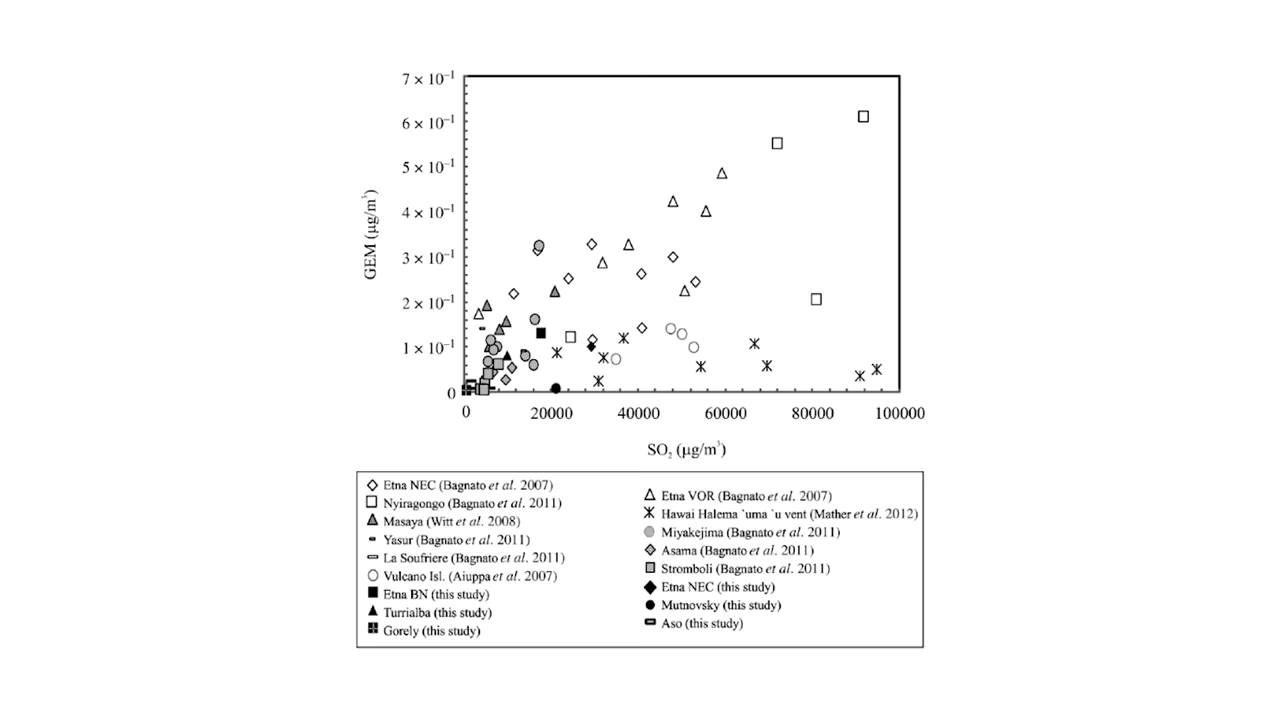 7 × 10⁻¹
6 × 10⁻¹
5 × 10⁻¹
4 × 10⁻¹
3 × 10⁻¹
2 × 10⁻¹
1 × 10⁻¹
0
GEM (µg/m³)
0 20000 40000 60000 80000 100000
SO₂ (µg/m³)
Etna NEC (Bagnato et al. 2007)
Nyiragongo (Bagnato et al. 2011)
Masaya (Witt et al. 2008)
Yasur (Bagnato et al. 2011)
La Soufriere (Bagnato et al. 2011)
Vulcano Isl. (Aiuppa et al. 2007)
Etna BN (this study)
Turrialba (this study)
Gorely (this study)
Etna VOR (Bagnato et al. 2007)
Hawai Halema `uma `u vent (Mather et al. 2012)
Miyakejima (Bagnato et al. 2011)
Asama (Bagnato et al. 2011)
Stromboli (Bagnato et al. 2011)
Etna NEC (this study)
Mutnovsky (this study)
Aso (this study)